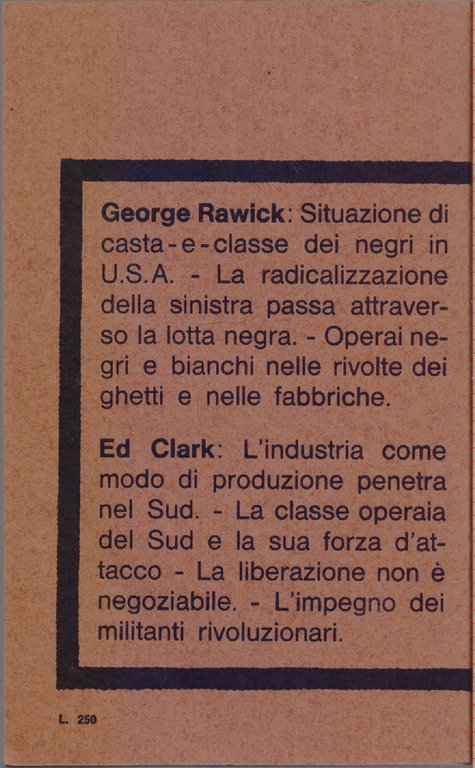 George Rawick: Situazione di
casta-e-classe dei negri in
U.S.A. - La radicalizzazione
della sinistra passa attraver-
so la lotta negra. - Operai ne-
gri e bianchi nelle rivolte dei
ghetti e nelle fabbriche.
Ed Clark: L'industria come
modo di produzione penetra
nel Sud. - La classe operaia
del Sud e la sua forza d'at-
tacco - La liberazione non è
negoziabile. - L'impegno dei
militanti rivoluzionari.
L. 250